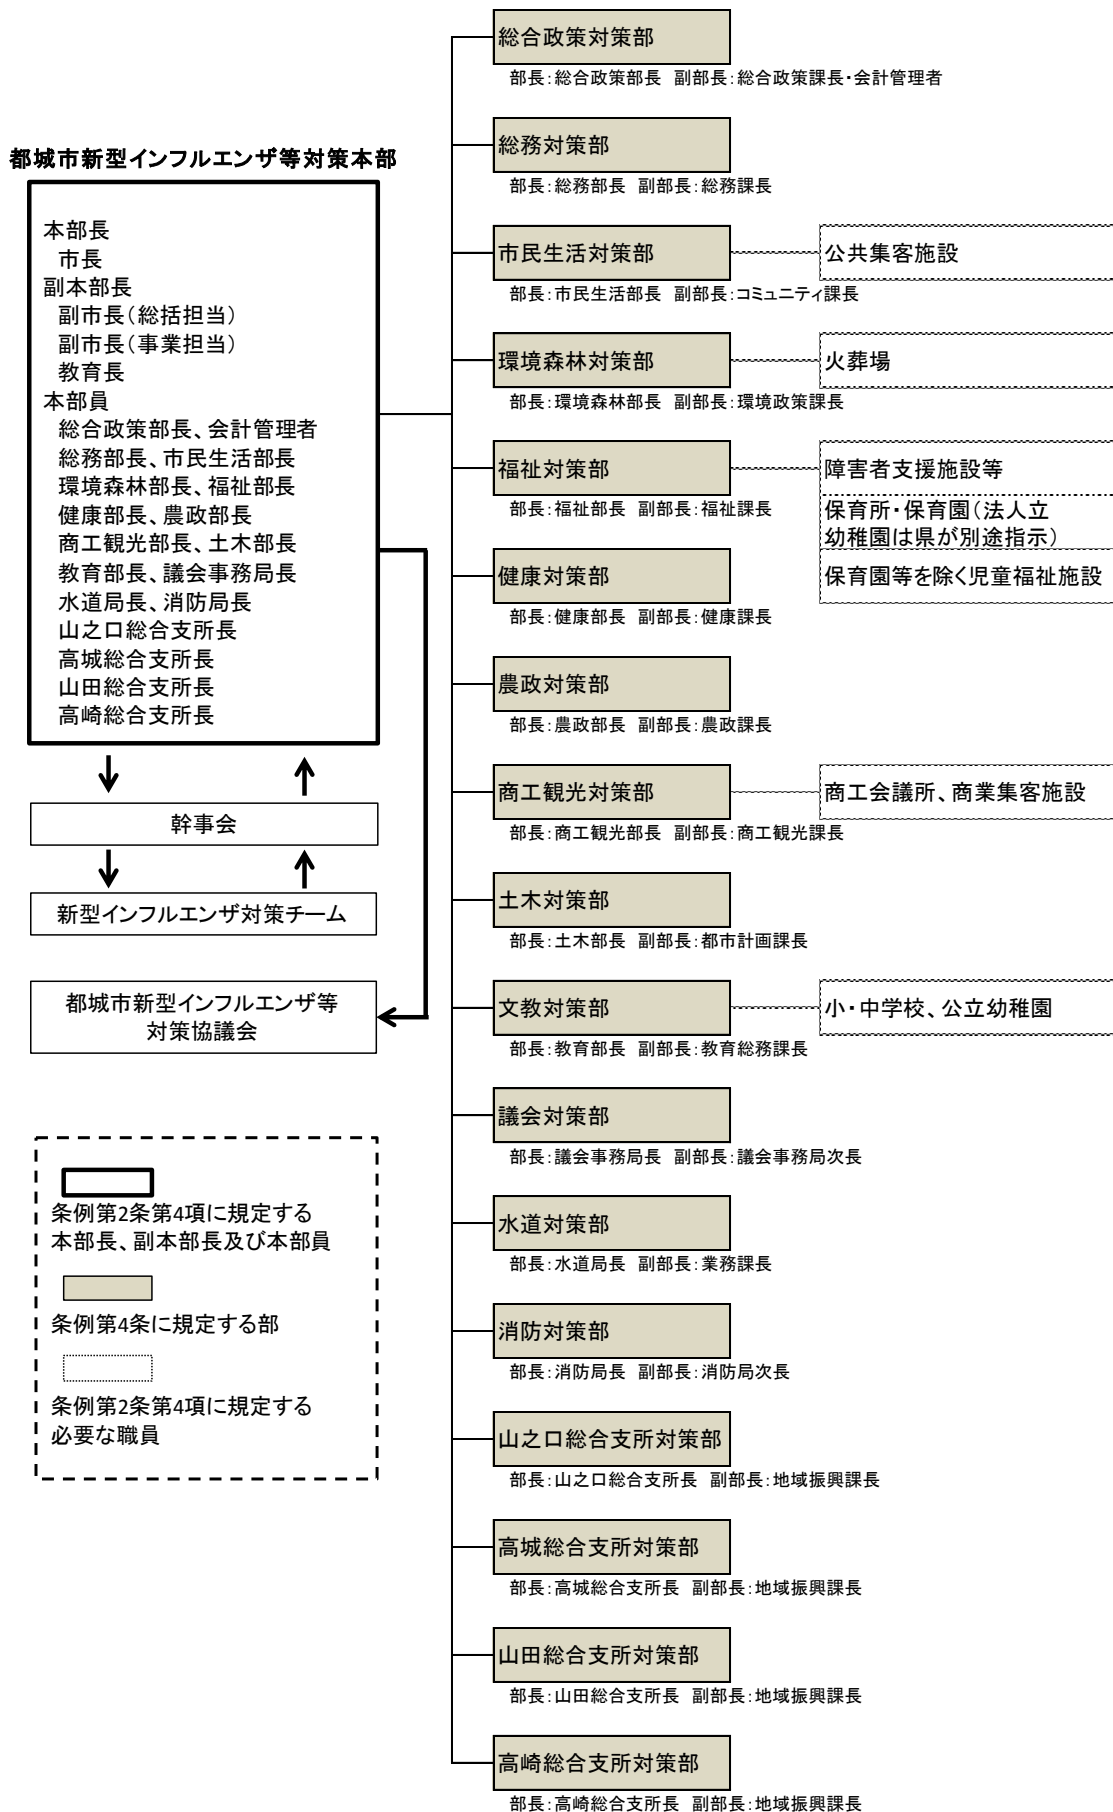 都城市新型インフルエンザ等対策本部
本部長
市長
副本部長
副市長（総括担当）
副市長（事業担当）
教育長
本部員
総合政策部長、会計管理者
総務部長、市民生活部長
環境森林部長、福祉部長
健康部長、農政部長
商工観光部長、土木部長
教育部長、議会事務局長
水道局長、消防局長
山之口総合支所長
高城総合支所長
山田総合支所長
高崎総合支所長
幹事会
新型インフルエンザ対策チーム
都城市新型インフルエンザ等
対策協議会
条例第2条第4項に規定する
本部長、副本部長及び本部員
条例第4条に規定する部
条例第2条第4項に規定する
必要な職員
総合政策対策部
部長：総合政策部長 副部長：総合政策課長・会計管理者
総務対策部
部長：総務部長 副部長：総務課長
市民生活対策部
公共集客施設
部長：市民生活部長 副部長：コミュニティ課長
環境森林対策部
火葬場
部長：環境森林部長 副部長：環境政策課長
福祉対策部
障害者支援施設等
部長：福祉部長 副部長：福祉課長
保育所・保育園（法人立
幼稚園は県が別途指示）
健康対策部
保育園等を除く児童福祉施設
部長：健康部長 副部長：健康課長
農政対策部
部長：農政部長 副部長：農政課長
商工観光対策部
商工会議所、商業集客施設
部長：商工観光部長 副部長：商工観光課長
土木対策部
部長：土木部長 副部長：都市計画課長
文教対策部
小・中学校、公立幼稚園
部長：教育部長 副部長：教育総務課長
議会対策部
部長：議会事務局長 副部長：議会事務局次長
水道対策部
部長：水道局長 副部長：業務課長
消防対策部
部長：消防局長 副部長：消防局次長
山之口総合支所対策部
部長：山之口総合支所長 副部長：地域振興課長
高城総合支所対策部
部長：高城総合支所長 副部長：地域振興課長
山田総合支所対策部
部長：山田総合支所長 副部長：地域振興課長
高崎総合支所対策部
部長：高崎総合支所長 副部長：地域振興課長